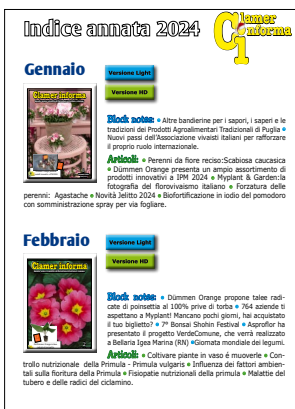 Indice annata 2024
Clamer
informa
Gennaio
Versione Light
Versione HD
Clamer informa
Block notes: • Altre bandierine per i sapori, i saperi e le
tradizioni dei Prodotti Agroalimentari Tradizionali di Puglia •
Nuovi passi dell'Associazione vivaisti italiani per rafforzare
il proprio ruolo internazionale.
Articoli: • Perenni da fiore reciso:Scabiosa caucasica
• Dümmen Orange presenta un ampio assortimento di
prodotti innovativi a IPM 2024 • Myplant & Garden:la
fotografia del florovivaismo italiano • Forzatura delle
perenni: Agastache • Novità Jelitto 2024 • Biofortificazione in iodio del pomodoro
con somministrazione spray per via fogliare.
Febbraio
Versione Light
Versione HD
Clamer informa
Block notes: • Dümmen Orange propone talee radi-
cate di poinsettia al 100% prive di torba • 764 aziende ti
aspettano a Myplant! Mancano pochi giorni, hai acquistato
il tuo biglietto? • 7° Bonsai Shohin Festival • Asproflor ha
presentato il progetto VerdeComune, che verrà realizzato
a Bellaria Igea Marina (RN) •Giornata mondiale dei legumi.
Articoli: • Coltivare piante in vaso é muoverle • Con-
trollo nutrizionale della Primula - Primula vulgaris • Influenza dei fattori ambien-
tali sulla fioritura della Primula • Fisiopatie nutrizionali della primula • Malattie del
tubero e delle radici del ciclamino.